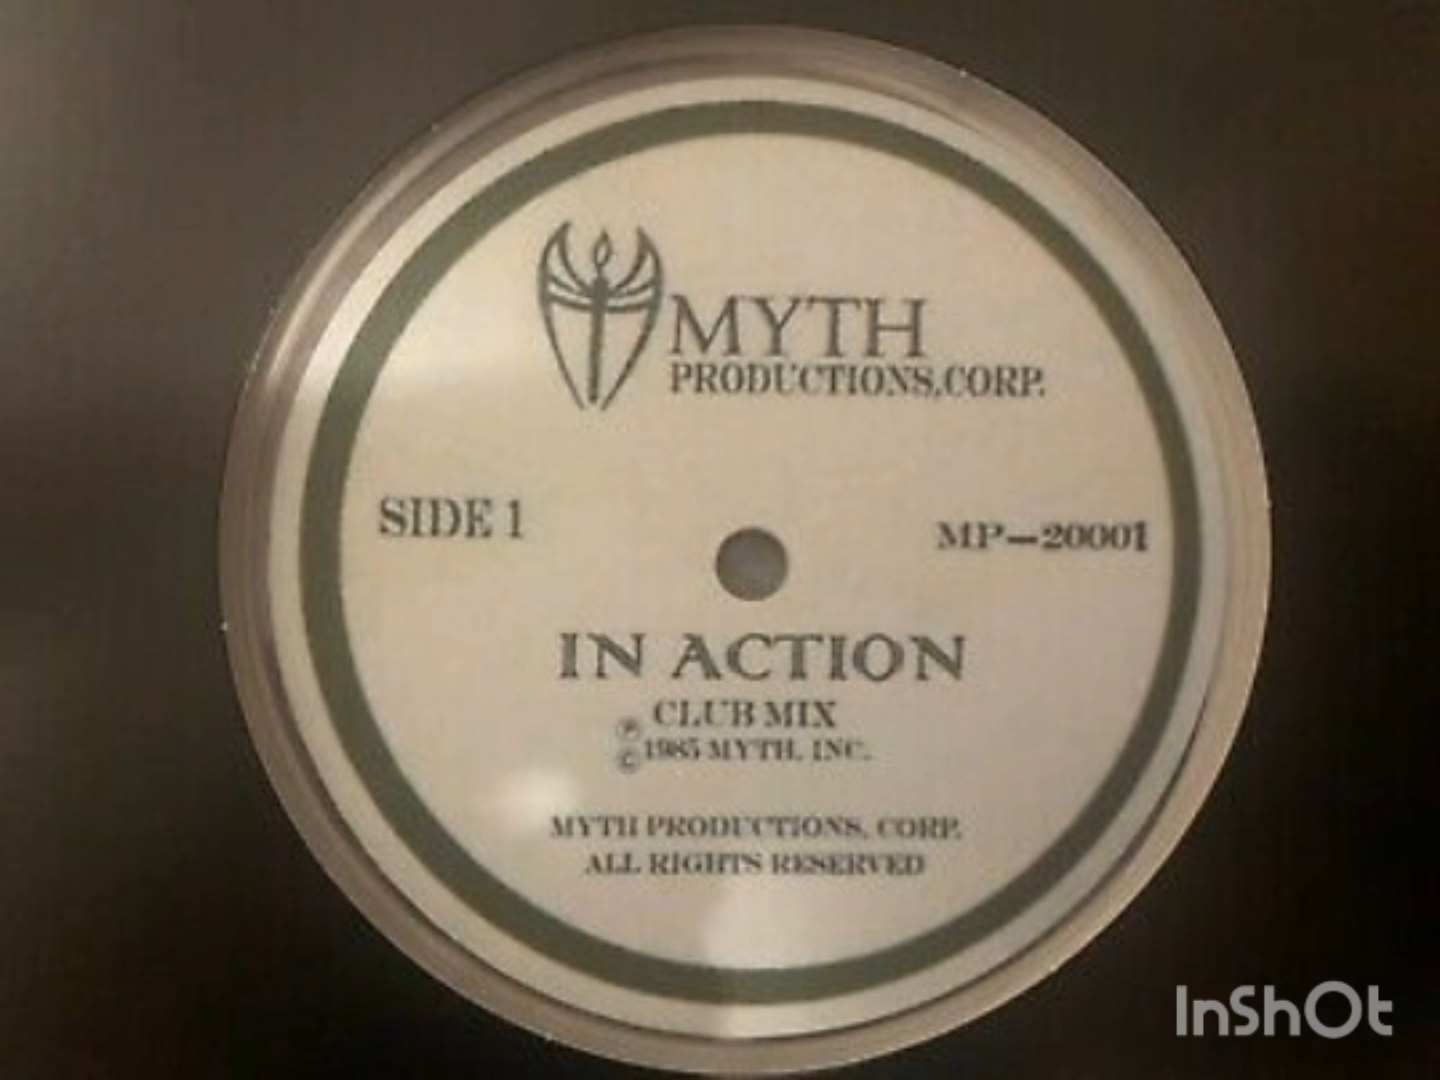 MYTH
PRODUCTIONS, CORP.
SIDE 1
MP-20001
IN ACTION
CLUB MIX
Ⓟ
© 1985 MYTH, INC.
MYTH PRODUCTIONS, CORP.
ALL RIGHTS RESERVED
InShOt